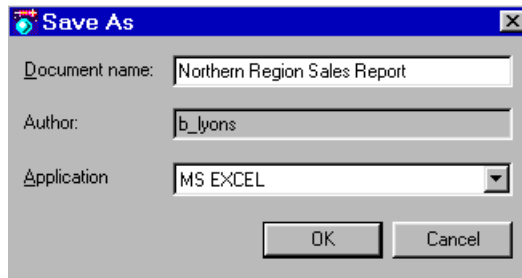 Save As
Document name: Northern Region Sales Report
Author: b_lyons
Application MS EXCEL
OK Cancel